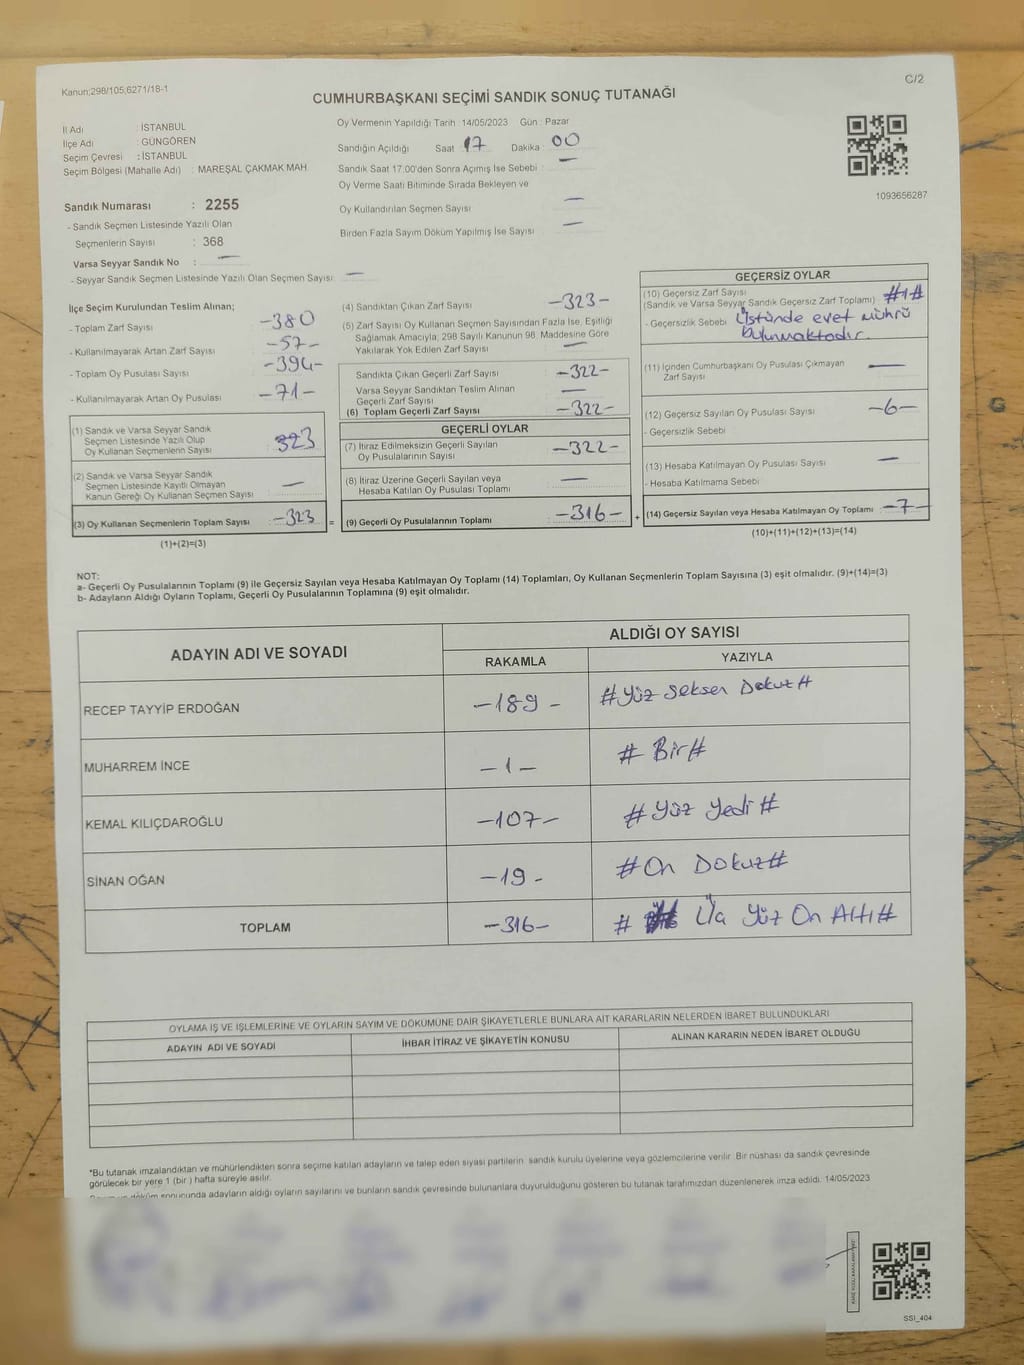 Kanun;298/105;6271/18-1
C/2
CUMHURBAŞKANI SEÇİMİ SANDIK SONUÇ TUTANAĞI
İl Adı : İSTANBUL
İlçe Adı : GÜNGÖREN
Seçim Çevresi : İSTANBUL
Seçim Bölgesi (Mahalle Adı) : MAREŞAL ÇAKMAK MAH.
Oy Vermenin Yapıldığı Tarih : 14/05/2023 Gün : Pazar
Sandığın Açıldığı Saat : 17 Dakika : 00
Sandık Saat 17:00'den Sonra Açımış İse Sebebi : —
Oy Verme Saati Bitiminde Sırada Bekleyen ve
Oy Kullandırılan Seçmen Sayısı —
Birden Fazla Sayım Döküm Yapılmış İse Sayısı —
1093656287
Sandık Numarası : 2255
- Sandık Seçmen Listesinde Yazılı Olan
Seçmenlerin Sayısı : 368
Varsa Seyyar Sandık No : —
- Seyyar Sandık Seçmen Listesinde Yazılı Olan Seçmen Sayısı: —
İlçe Seçim Kurulundan Teslim Alınan;
- Toplam Zarf Sayısı -380
- Kullanılmayarak Artan Zarf Sayısı -57-
- Toplam Oy Pusulası Sayısı -394-
- Kullanılmayarak Artan Oy Pusulası -71-
(1) Sandık ve Varsa Seyyar Sandık
Seçmen Listesinde Yazılı Olup
Oy Kullanan Seçmenlerin Sayısı 323
(2) Sandık ve Varsa Seyyar Sandık
Seçmen Listesinde Kayıtlı Olmayan
Kanun Gereği Oy Kullanan Seçmen Sayısı —
(3) Oy Kullanan Seçmenlerin Toplam Sayısı -323
(1)+(2)=(3)
(4) Sandıktan Çıkan Zarf Sayısı -323-
(5) Zarf Sayısı Oy Kullanan Seçmen Sayısından Fazla İse, Eşitliği
Sağlamak Amacıyla; 298 Sayılı Kanunun 98. Maddesine Göre
Yakılarak Yok Edilen Zarf Sayısı —
Sandıkta Çıkan Geçerli Zarf Sayısı -322-
Varsa Seyyar Sandıktan Teslim Alınan
Geçerli Zarf Sayısı —
(6) Toplam Geçerli Zarf Sayısı -322-
GEÇERLİ OYLAR
(7) İtiraz Edilmeksizin Geçerli Sayılan
Oy Pusulalarının Sayısı -322-
(8) İtiraz Üzerine Geçerli Sayılan veya
Hesaba Katılan Oy Pusulası Toplamı —
= (9) Geçerli Oy Pusulalarının Toplamı -316-
GEÇERSİZ OYLAR
(10) Geçersiz Zarf Sayısı
(Sandık ve Varsa Seyyar Sandık Geçersiz Zarf Toplamı) #1#
- Geçersizlik Sebebi Üstünde evet mührü
bulunmaktadır.
(11) İçinden Cumhurbaşkanı Oy Pusulası Çıkmayan
Zarf Sayısı —
(12) Geçersiz Sayılan Oy Pusulası Sayısı -6-
- Geçersizlik Sebebi
(13) Hesaba Katılmayan Oy Pusulası Sayısı —
- Hesaba Katılmama Sebebi
+ (14) Geçersiz Sayılan veya Hesaba Katılmayan Oy Toplamı -7-
(10)+(11)+(12)+(13)=(14)
NOT:
a- Geçerli Oy Pusulalarının Toplamı (9) ile Geçersiz Sayılan veya Hesaba Katılmayan Oy Toplamı (14) Toplamları, Oy Kullanan Seçmenlerin Toplam Sayısına (3) eşit olmalıdır. (9)+(14)=(3)
b- Adayların Aldığı Oyların Toplamı, Geçerli Oy Pusulalarının Toplamına (9) eşit olmalıdır.
ADAYIN ADI VE SOYADI ALDIĞI OY SAYISI
RAKAMLA YAZIYLA
RECEP TAYYİP ERDOĞAN -189- #Yüz Seksen Dokuz#
MUHARREM İNCE -1- #Bir#
KEMAL KILIÇDAROĞLU -107- #Yüz Yedi#
SİNAN OĞAN -19- #On Dokuz#
TOPLAM -316- # Üç Yüz On Altı#
OYLAMA İŞ VE İŞLEMLERİNE VE OYLARIN SAYIM VE DÖKÜMÜNE DAİR ŞİKAYETLERLE BUNLARA AİT KARARLARIN NELERDEN İBARET BULUNDUKLARI
ADAYIN ADI VE SOYADI İHBAR İTİRAZ VE ŞİKAYETİN KONUSU ALINAN KARARIN NEDEN İBARET OLDUĞU
*Bu tutanak imzalandıktan ve mühürlendikten sonra seçime katılan adayların ve talep eden siyasi partilerin sandık kurulu üyelerine veya gözlemcilerine verilir. Bir nüshası da sandık çevresinde
görülecek bir yere 1 (bir ) hafta süreyle asılır.
döküm sonucunda adayların aldığı oyların sayılarını ve bunların sandık çevresinde bulunanlara duyurulduğunu gösteren bu tutanak tarafımızdan düzenlenerek imza edildi. 14/05/2023
SSI_404